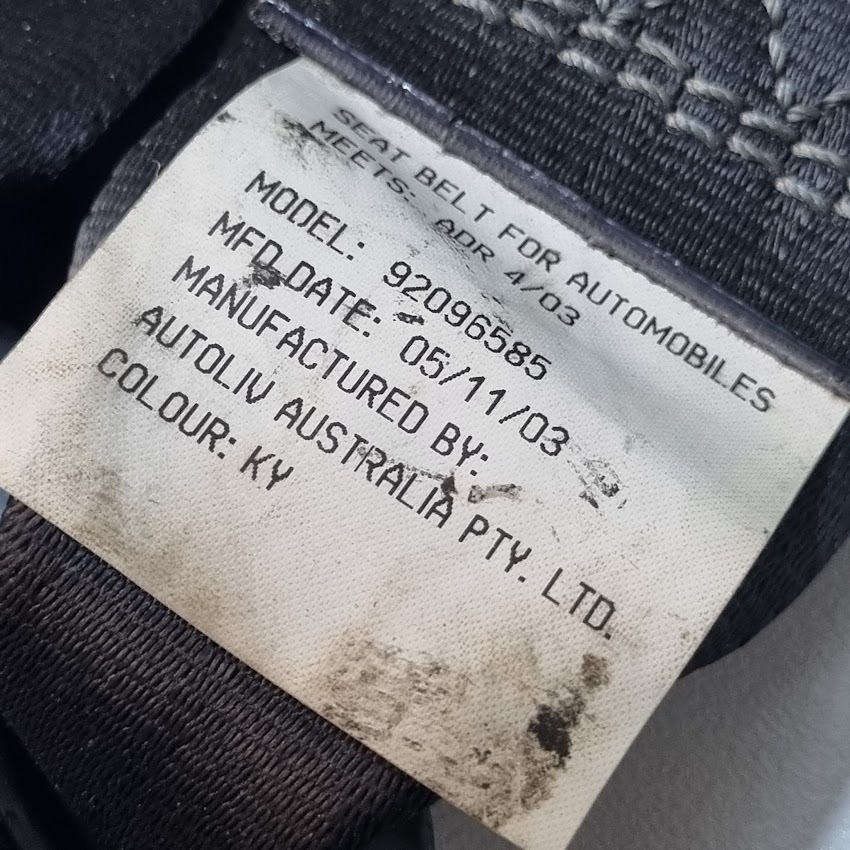 SEAT BELT FOR AUTOMOBILES
MEETS: ADR 4/03
MODEL: 92096585
MFD DATE: 05/11/03
MANUFACTURED BY:
AUTOLIV AUSTRALIA PTY. LTD.
COLOUR: KY